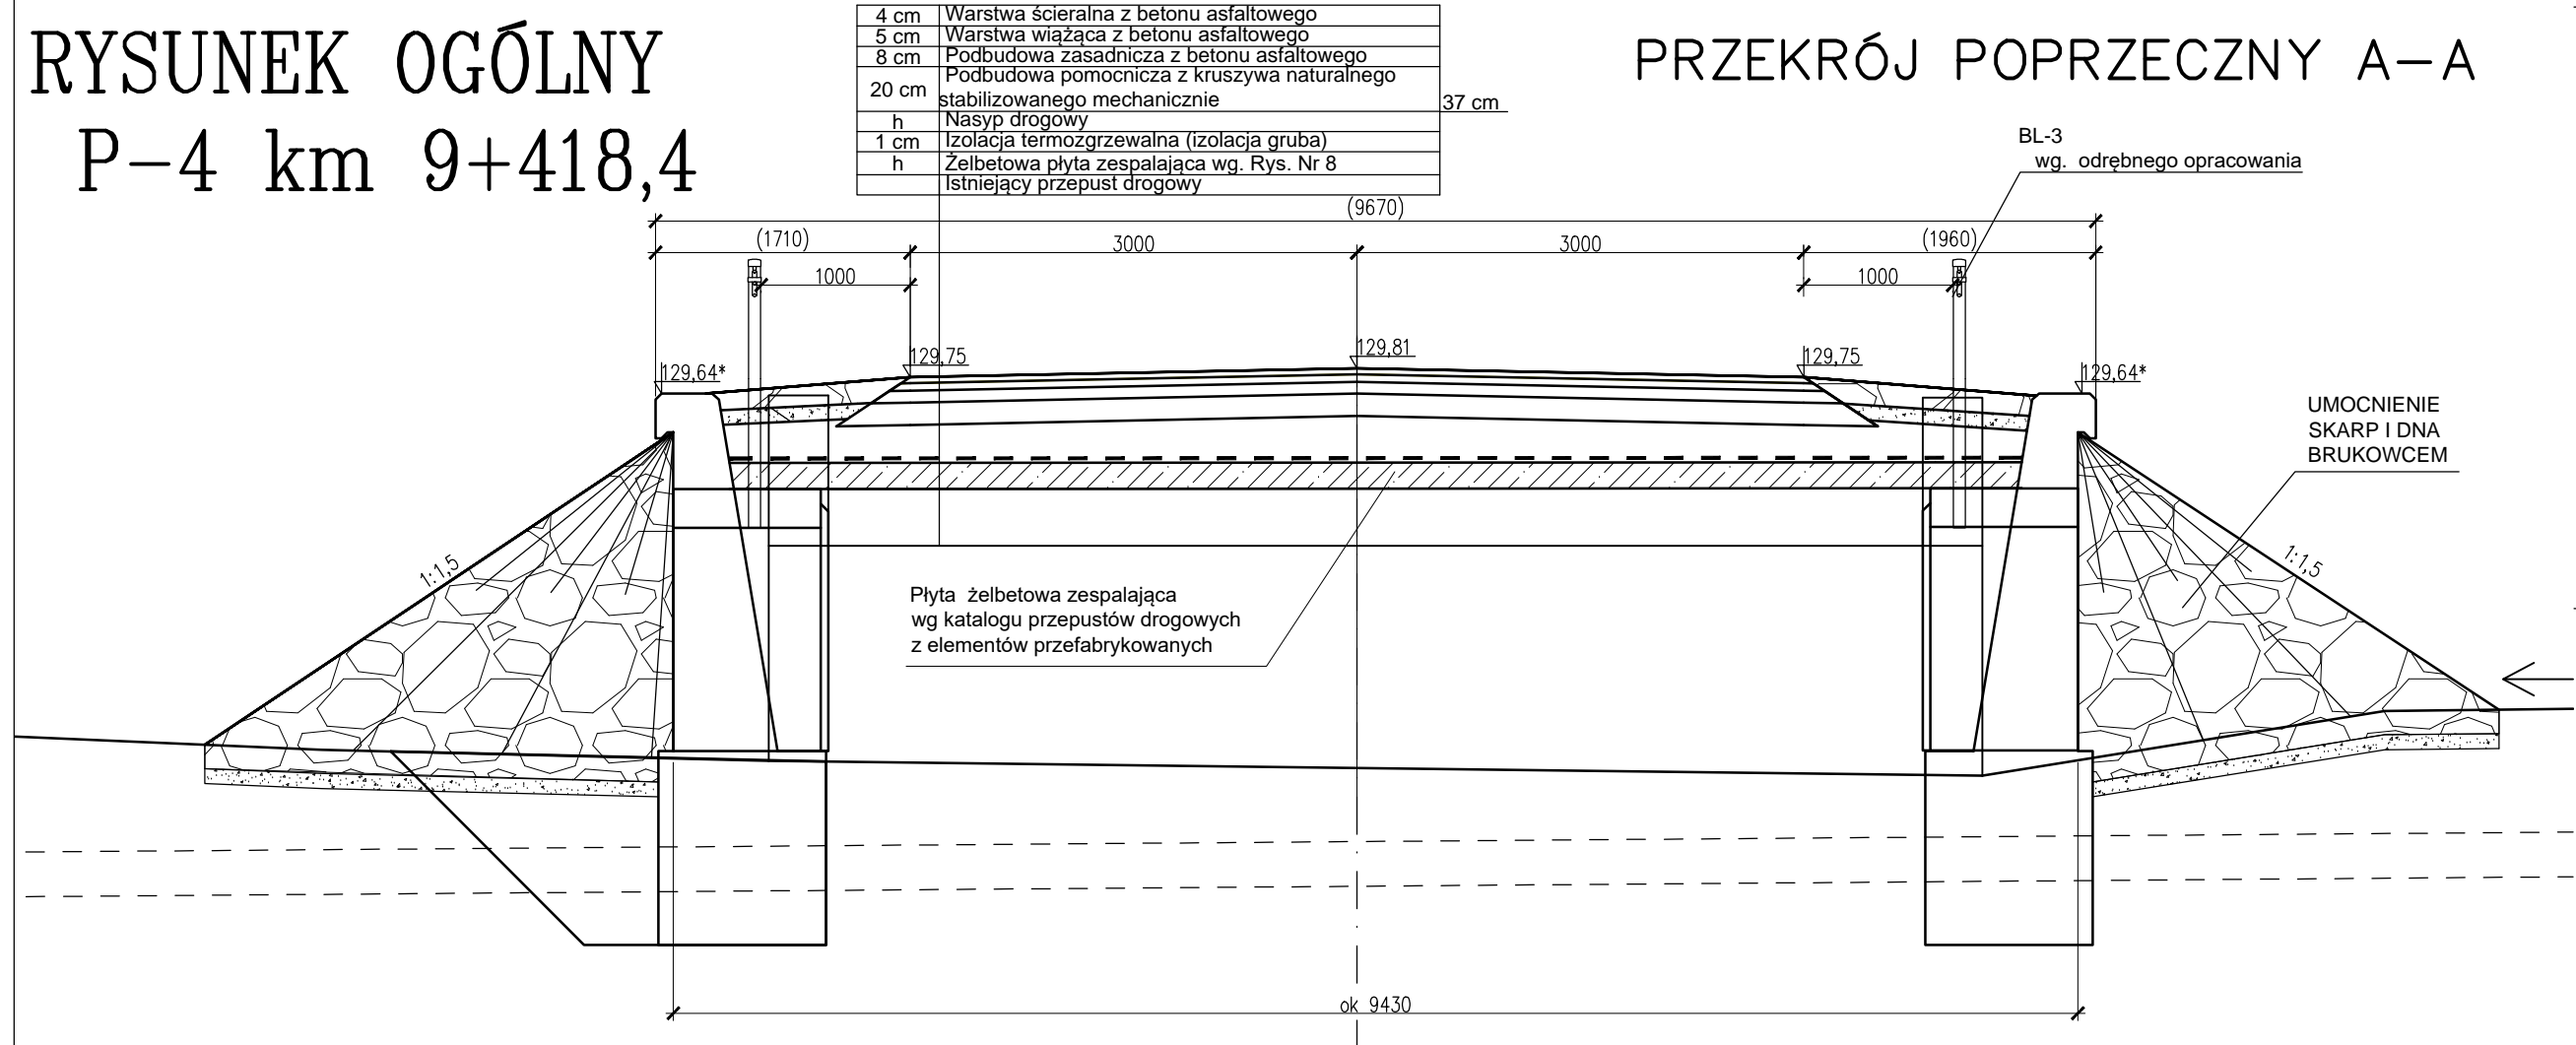 RYSUNEK OGÓLNY
P-4 km 9+418,4
4 cm Warstwa ścieralna z betonu asfaltowego
5 cm Warstwa wiążąca z betonu asfaltowego
8 cm Podbudowa zasadnicza z betonu asfaltowego
20 cm Podbudowa pomocnicza z kruszywa naturalnego
stabilizowanego mechanicznie
37 cm
h Nasyp drogowy
1 cm Izolacja termozgrzewalna (izolacja gruba)
h Żelbetowa płyta zespalająca wg. Rys. Nr 8
Istniejący przepust drogowy
PRZEKRÓJ POPRZECZNY A-A
BL-3
wg. odrębnego opracowania
(9670)
(1710) 3000 3000 (1960)
1000 1000
129,64* 129,75 129,81 129,75 129,64*
UMOCNIENIE
SKARP I DNA
BRUKOWCEM
1:1,5 1:1,5
Płyta żelbetowa zespalająca
wg katalogu przepustów drogowych
z elementów przefabrykowanych
ok 9430